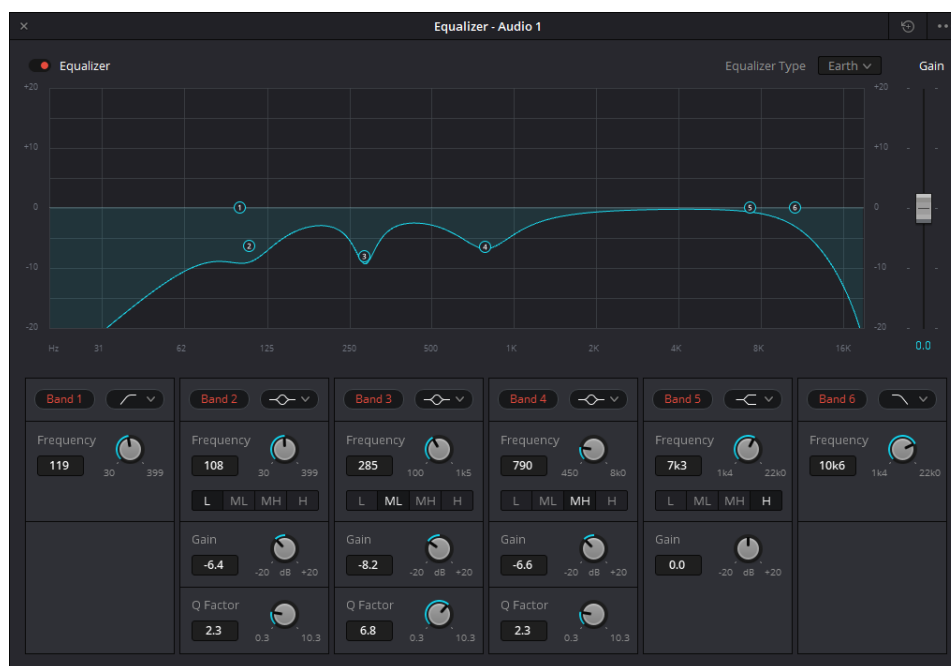 × Equalizer - Audio 1
Equalizer Equalizer Type Earth Gain
+20 +20
+10 +10
0 0
-10 -10
-20 -20
1 2 3 4 5 6
Hz 31 62 125 250 500 1K 2K 4K 8K 16K 0.0
Band 1 Band 2 Band 3 Band 4 Band 5 Band 6
Frequency Frequency Frequency Frequency Frequency Frequency
119 30 399 108 30 399 285 100 1k5 790 450 8k0 7k3 1k4 22k0 10k6 1k4 22k0
L ML MH H L ML MH H L ML MH H L ML MH H
Gain Gain Gain Gain
-6.4 -20 dB +20 -8.2 -20 dB +20 -6.6 -20 dB +20 0.0 -20 dB +20
Q Factor Q Factor Q Factor
2.3 0.3 10.3 6.8 0.3 10.3 2.3 0.3 10.3